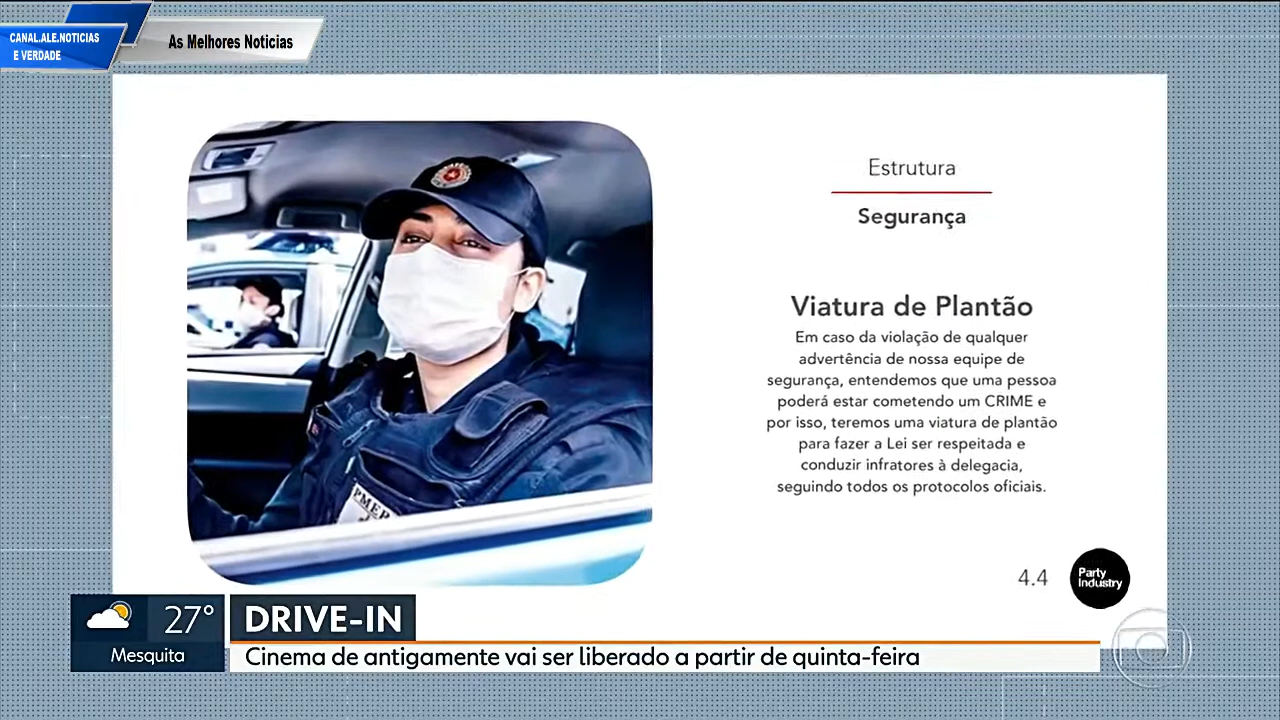 CANAL.ALE.NOTICIAS
E VERDADE
As Melhores Noticias
Estrutura
Segurança
Viatura de Plantão
Em caso da violação de qualquer
advertência de nossa equipe de
segurança, entendemos que uma pessoa
poderá estar cometendo um CRIME e
por isso, teremos uma viatura de plantão
para fazer a Lei ser respeitada e
conduzir infratores à delegacia,
seguindo todos os protocolos oficiais.
PMERJ
4.4
Party
Industry
27°
Mesquita
DRIVE-IN
Cinema de antigamente vai ser liberado a partir de quinta-feira